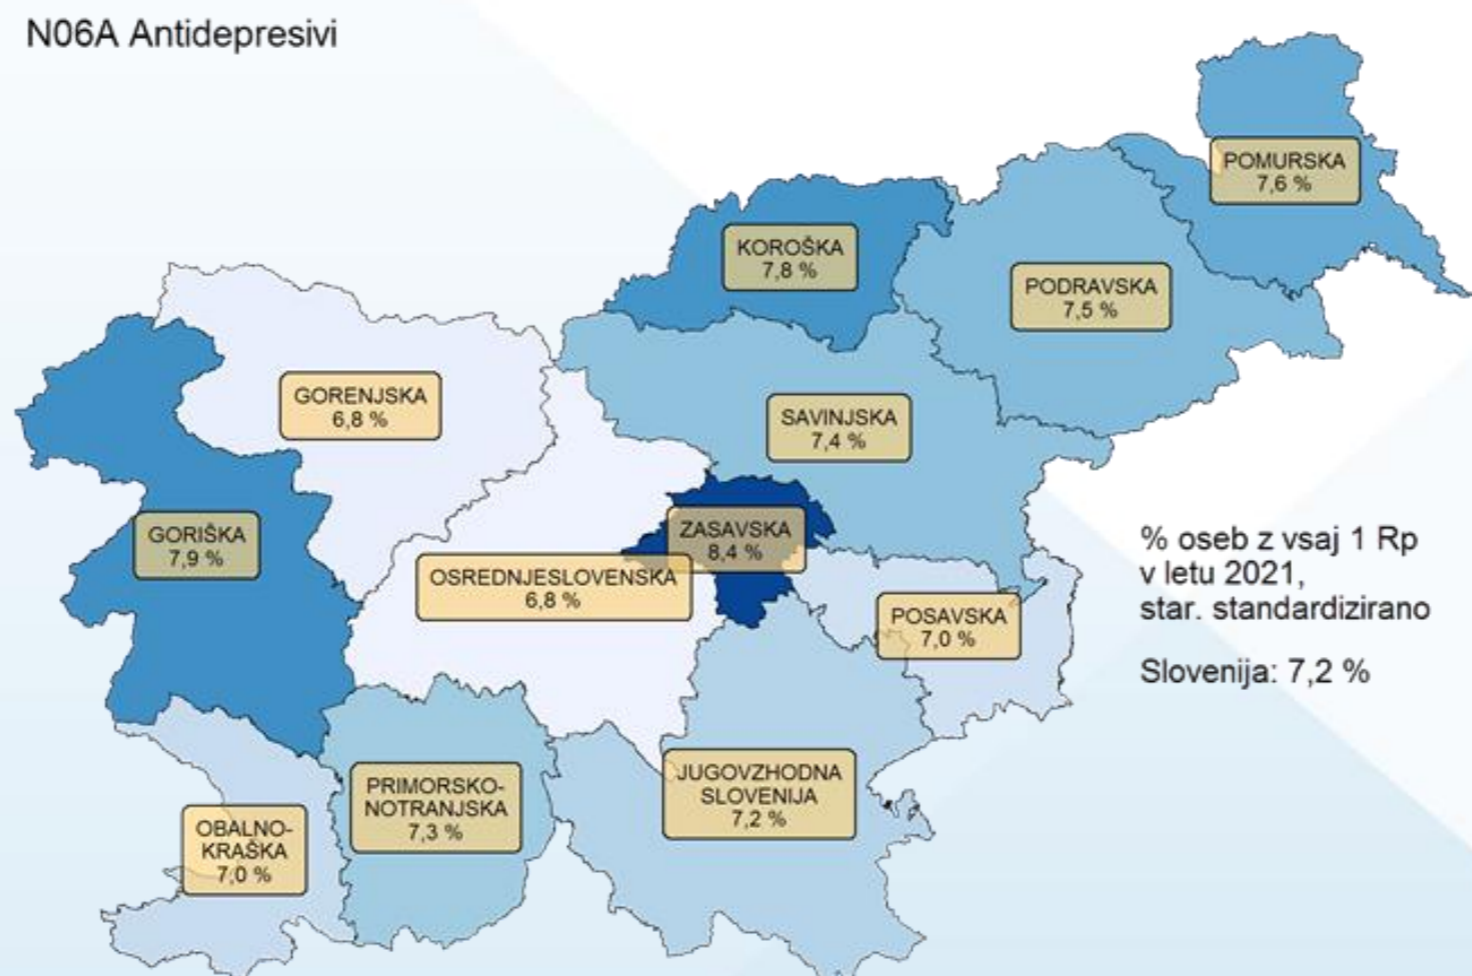 N06A Antidepresivi
POMURSKA
7,6 %
KOROŠKA
7,8 %
PODRAVSKA
7,5 %
GORENJSKA
6,8 %
SAVINJSKA
7,4 %
GORIŠKA
7,9 %
ZASAVSKA
8,4 %
OSREDNJESLOVENSKA
6,8 %
POSAVSKA
7,0 %
% oseb z vsaj 1 Rp
v letu 2021,
star. standardizirano
Slovenija: 7,2 %
PRIMORSKO-
NOTRANJSKA
7,3 %
JUGOVZHODNA
SLOVENIJA
7,2 %
OBALNO-
KRAŠKA
7,0 %